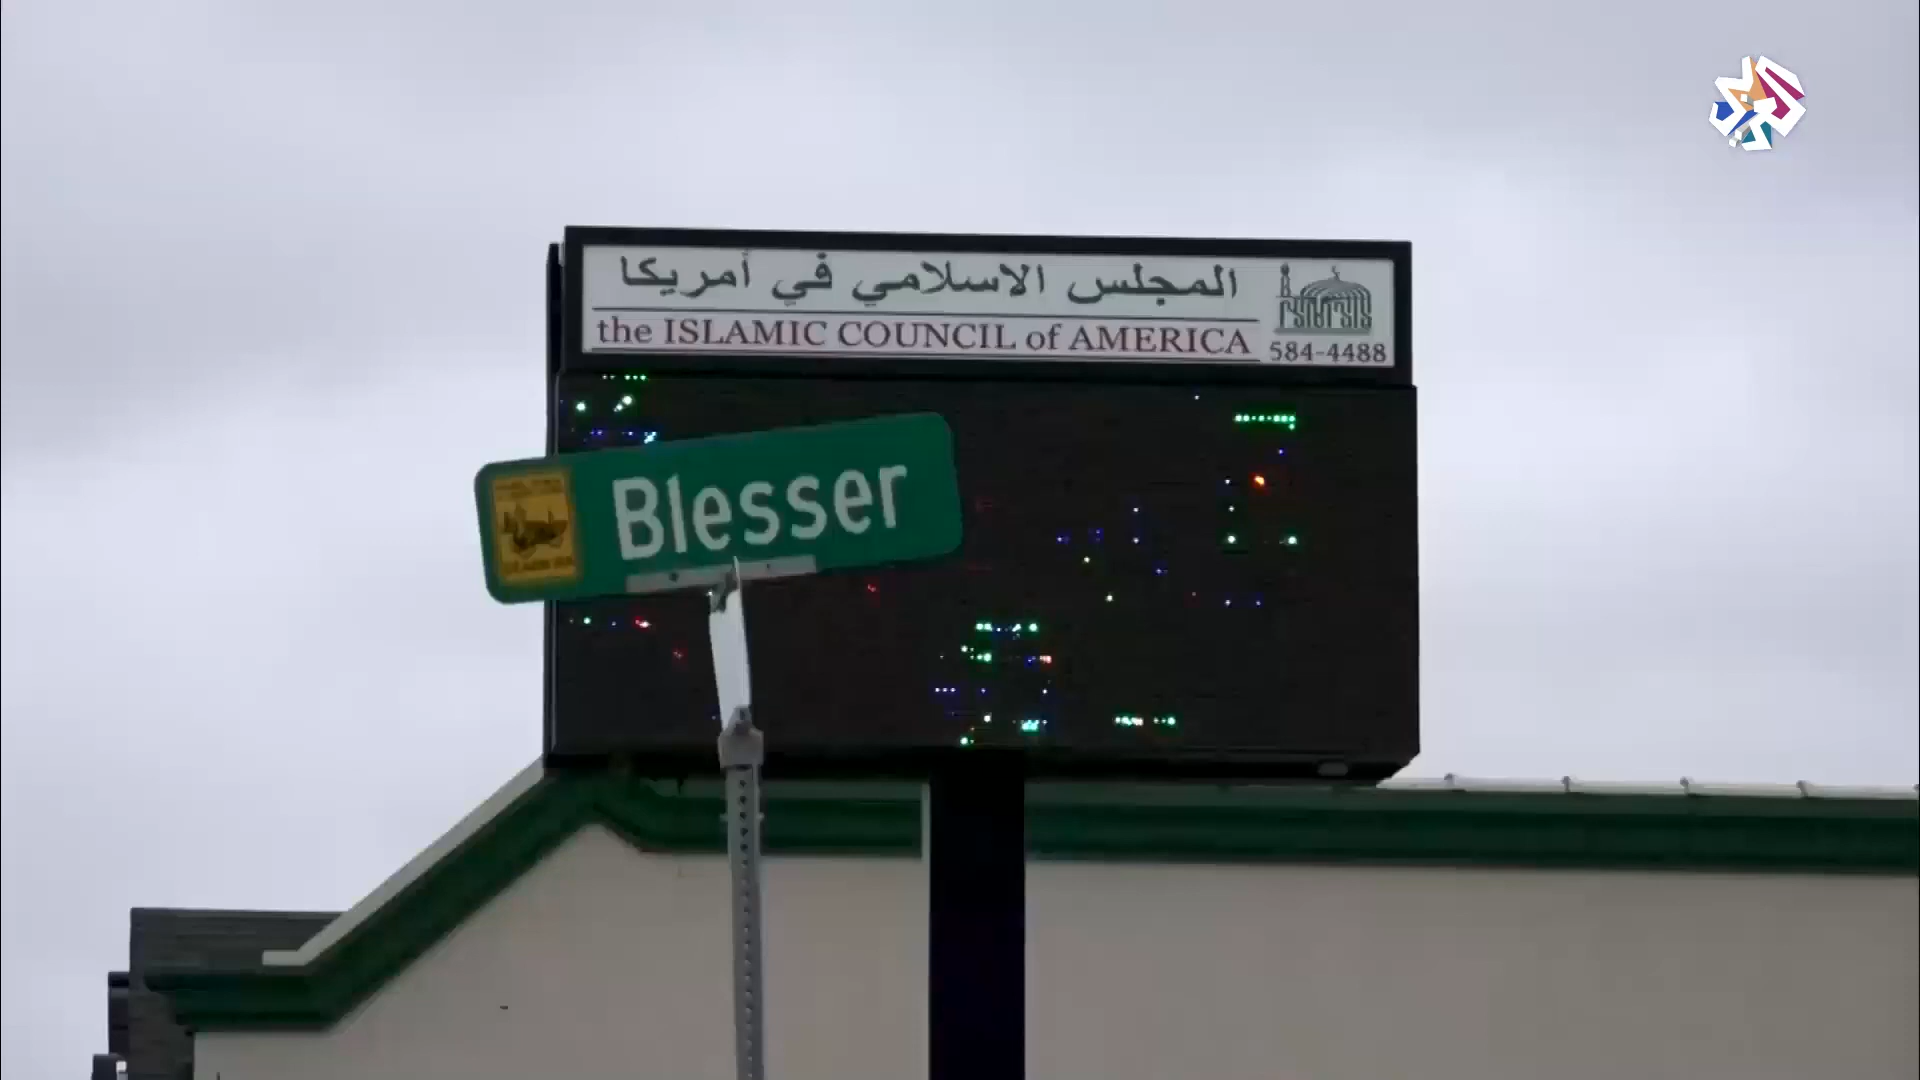 المجلس الاسلامي في أمريكا
the ISLAMIC COUNCIL of AMERICA
584-4488
Blesser